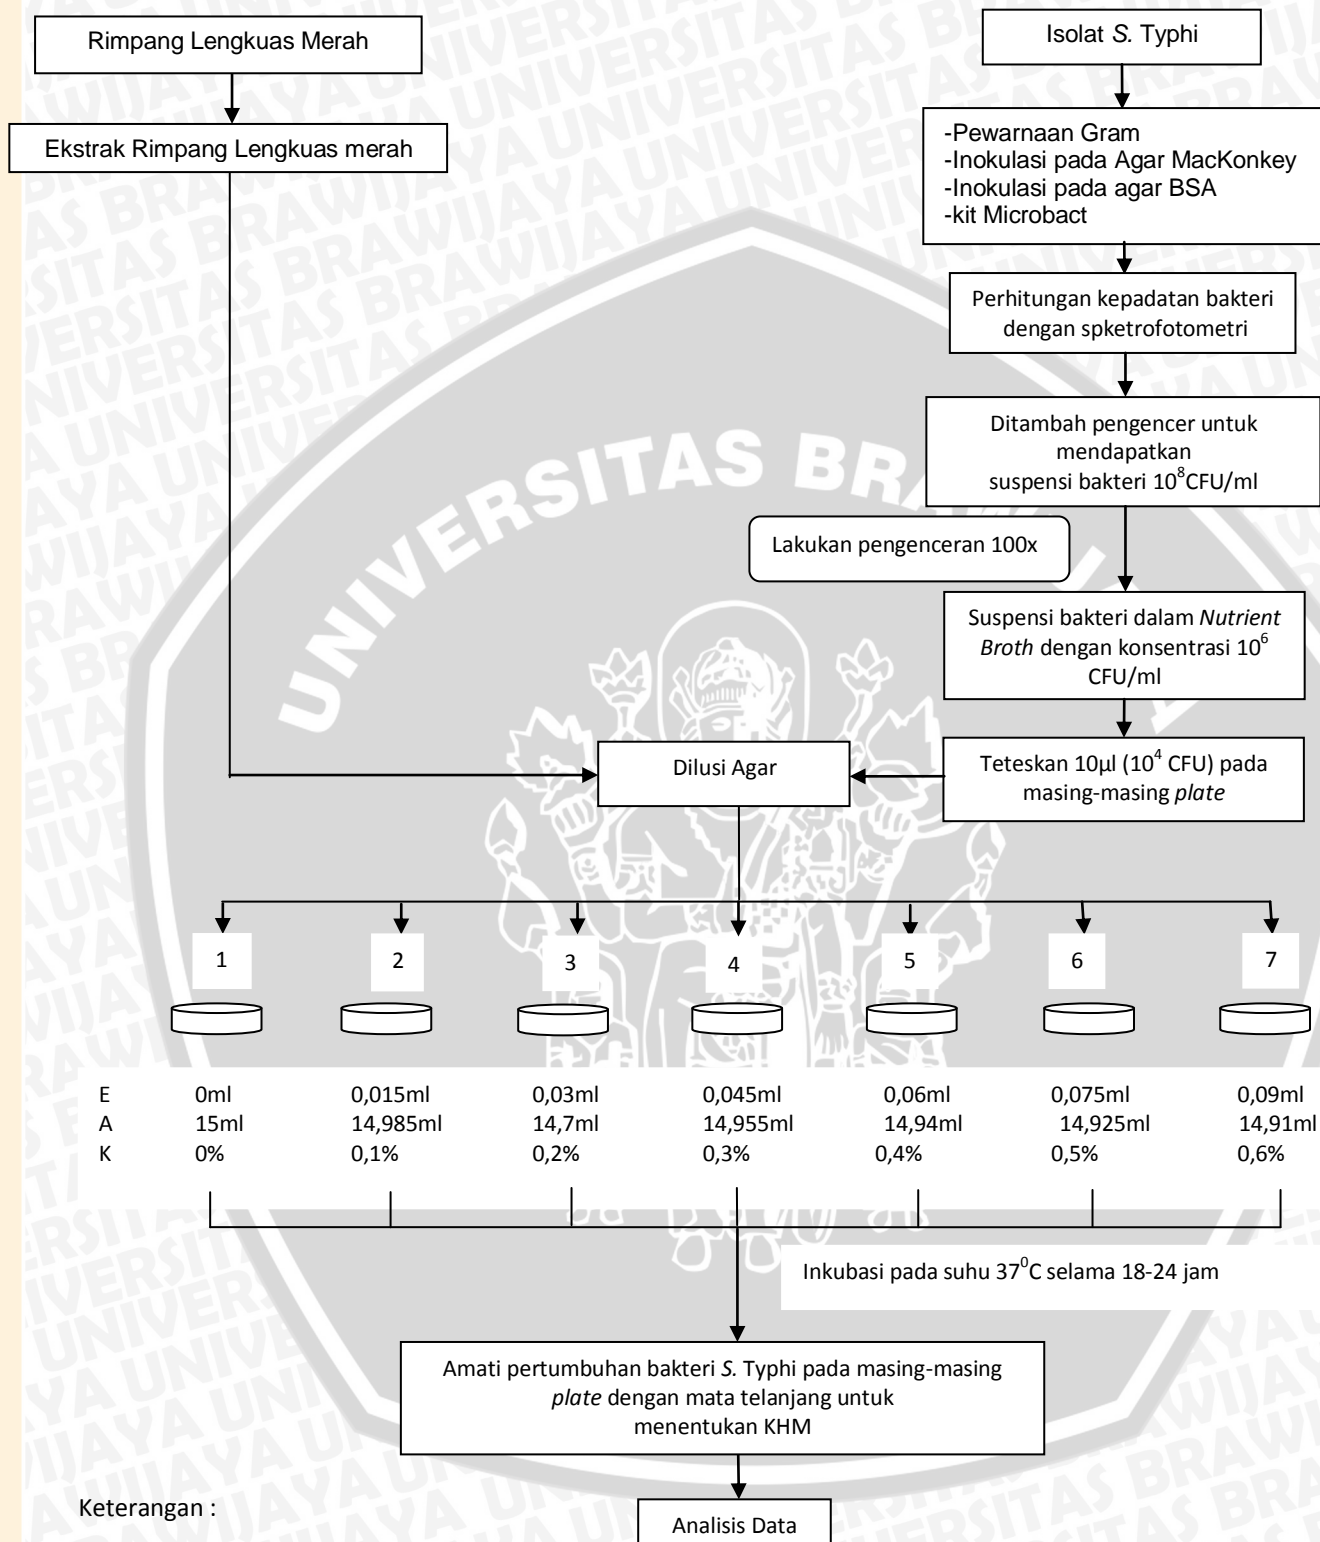 Rimpang Lengkuas Merah
Ekstrak Rimpang Lengkuas merah
Isolat S. Typhi
-Pewarnaan Gram
-Inokulasi pada Agar MacKonkey
-Inokulasi pada agar BSA
-kit Microbact
Perhitungan kepadatan bakteri
dengan spketrofotometri
Ditambah pengencer untuk
mendapatkan
suspensi bakteri 10⁸CFU/ml
Lakukan pengenceran 100x
Suspensi bakteri dalam Nutrient
Broth dengan konsentrasi 10⁶
CFU/ml
Teteskan 10µl (10⁴ CFU) pada
masing-masing plate
Dilusi Agar
1 2 3 4 5 6 7
E 0ml 0,015ml 0,03ml 0,045ml 0,06ml 0,075ml 0,09ml
A 15ml 14,985ml 14,7ml 14,955ml 14,94ml 14,925ml 14,91ml
K 0% 0,1% 0,2% 0,3% 0,4% 0,5% 0,6%
Inkubasi pada suhu 37⁰C selama 18-24 jam
Amati pertumbuhan bakteri S. Typhi pada masing-masing
plate dengan mata telanjang untuk
menentukan KHM
Keterangan :
Analisis Data
UNIVERSITAS BRAWIJAYA